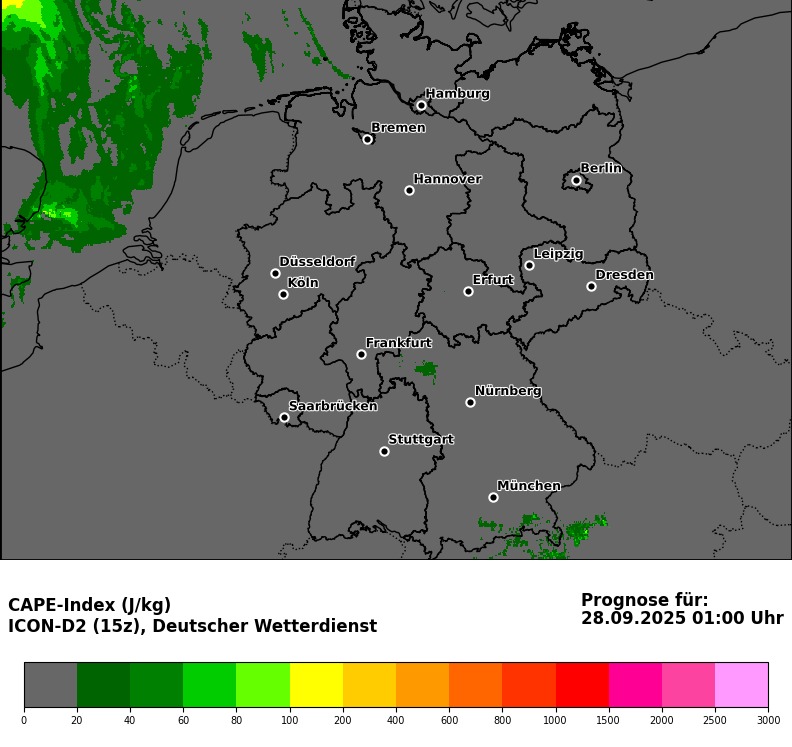 Hamburg
Bremen
Berlin
Hannover
Leipzig
Düsseldorf
Dresden
Köln
Erfurt
Frankfurt
Nürnberg
Saarbrücken
Stuttgart
München
CAPE-Index (J/kg)
ICON-D2 (15z), Deutscher Wetterdienst
Prognose für:
28.09.2025 01:00 Uhr
0 20 40 60 80 100 200 400 600 800 1000 1500 2000 2500 3000